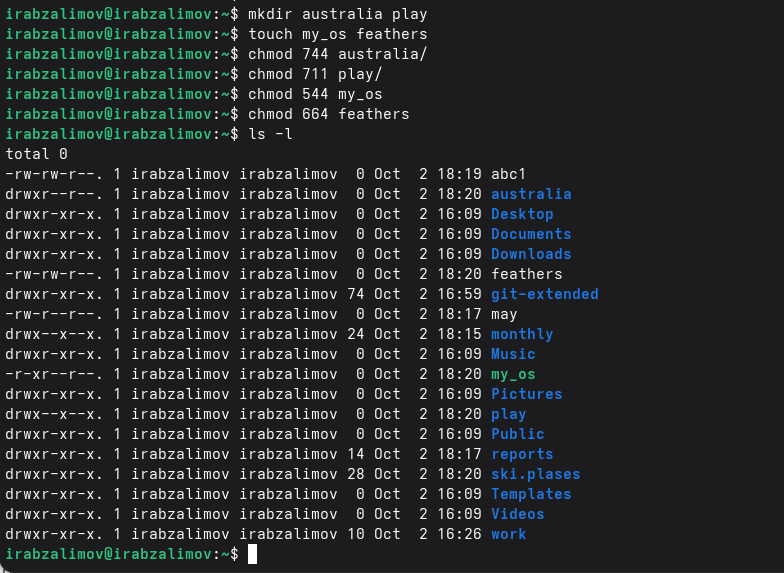 irabzalimov@irabzalimov:~$ mkdir australia play
irabzalimov@irabzalimov:~$ touch my_os feathers
irabzalimov@irabzalimov:~$ chmod 744 australia/
irabzalimov@irabzalimov:~$ chmod 711 play/
irabzalimov@irabzalimov:~$ chmod 544 my_os
irabzalimov@irabzalimov:~$ chmod 664 feathers
irabzalimov@irabzalimov:~$ ls -l
total 0
-rw-rw-r--. 1 irabzalimov irabzalimov  0 Oct  2 18:19 abc1
drwxr--r--. 1 irabzalimov irabzalimov  0 Oct  2 18:20 australia
drwxr-xr-x. 1 irabzalimov irabzalimov  0 Oct  2 16:09 Desktop
drwxr-xr-x. 1 irabzalimov irabzalimov  0 Oct  2 16:09 Documents
drwxr-xr-x. 1 irabzalimov irabzalimov  0 Oct  2 16:09 Downloads
-rw-rw-r--. 1 irabzalimov irabzalimov  0 Oct  2 18:20 feathers
drwxr-xr-x. 1 irabzalimov irabzalimov 74 Oct  2 16:59 git-extended
-rw-r--r--. 1 irabzalimov irabzalimov  0 Oct  2 18:17 may
drwx--x--x. 1 irabzalimov irabzalimov 24 Oct  2 18:15 monthly
drwxr-xr-x. 1 irabzalimov irabzalimov  0 Oct  2 16:09 Music
-r-xr--r--. 1 irabzalimov irabzalimov  0 Oct  2 18:20 my_os
drwxr-xr-x. 1 irabzalimov irabzalimov  0 Oct  2 16:09 Pictures
drwx--x--x. 1 irabzalimov irabzalimov  0 Oct  2 18:20 play
drwxr-xr-x. 1 irabzalimov irabzalimov  0 Oct  2 16:09 Public
drwxr-xr-x. 1 irabzalimov irabzalimov 14 Oct  2 18:17 reports
drwxr-xr-x. 1 irabzalimov irabzalimov 28 Oct  2 18:20 ski.plases
drwxr-xr-x. 1 irabzalimov irabzalimov  0 Oct  2 16:09 Templates
drwxr-xr-x. 1 irabzalimov irabzalimov  0 Oct  2 16:09 Videos
drwxr-xr-x. 1 irabzalimov irabzalimov 10 Oct  2 16:26 work
irabzalimov@irabzalimov:~$